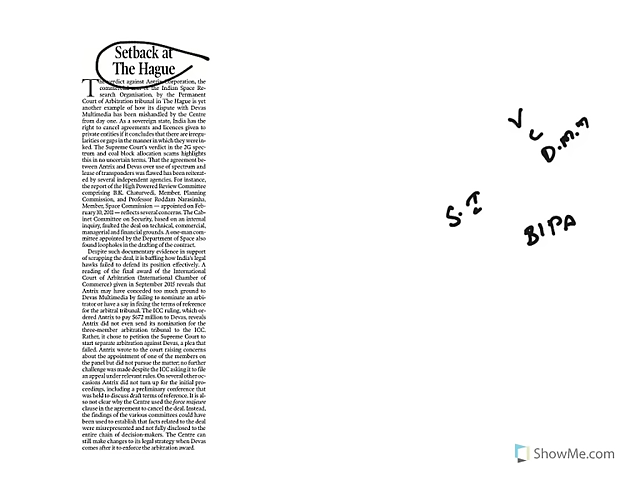 Setback at
The Hague
The verdict against Antrix Corporation, the
commercial arm of the Indian Space Re-
search Organisation, by the Permanent
Court of Arbitration tribunal in The Hague is yet
another example of how its dispute with Devas
Multimedia has been mishandled by the Centre
from day one. As a sovereign state, India has the
right to cancel agreements and licences given to
private entities if it concludes that there are irregu-
larities or gaps in the manner in which they were in-
ked. The Supreme Court's verdict in the 2G spec-
trum and coal block allocation scams highlights
this in no uncertain terms. That the agreement be-
tween Antrix and Devas over use of spectrum and
lease of transponders was flawed has been reiterat-
ed by several independent agencies. For instance,
the report of the High Powered Review Committee
comprising B.K. Chaturvedi, Member, Planning
Commission, and Professor Roddam Narasimha,
Member, Space Commission — appointed on Feb-
ruary 10, 2011 — reflects several concerns. The Cab-
inet Committee on Security, based on an internal
inquiry, faulted the deal on technical, commercial,
managerial and financial grounds. A one-man com-
mittee appointed by the Department of Space also
found loopholes in the drafting of the contract.
Despite such documentary evidence in support
of scrapping the deal, it is baffling how India's legal
hawks failed to defend its position effectively. A
reading of the final award of the International
Court of Arbitration (International Chamber of
Commerce) given in September 2015 reveals that
Antrix may have conceded too much ground to
Devas Multimedia by failing to nominate an arbi-
trator or have a say in fixing the terms of reference
for the arbitral tribunal. The ICC ruling, which or-
dered Antrix to pay $672 million to Devas, reveals
Antrix did not even send its nomination for the
three-member arbitration tribunal to the ICC.
Rather, it chose to petition the Supreme Court to
start separate arbitration against Devas, a plea that
failed. Antrix wrote to the court raising concerns
about the appointment of one of the members on
the panel but did not pursue the matter; no further
challenge was made despite the ICC asking it to file
an appeal under relevant rules. On several other oc-
casions Antrix did not turn up for the initial pro-
ceedings, including a preliminary conference that
was held to discuss draft terms of reference. It is al-
so not clear why the Centre used the force majeure
clause in the agreement to cancel the deal. Instead,
the findings of the various committees could have
been used to establish that facts related to the deal
were misrepresented and not fully disclosed to the
entire chain of decision-makers. The Centre can
still make changes to its legal strategy when Devas
comes after it to enforce the arbitration award.
D.M.A
S.I
BIPA
ShowMe.com